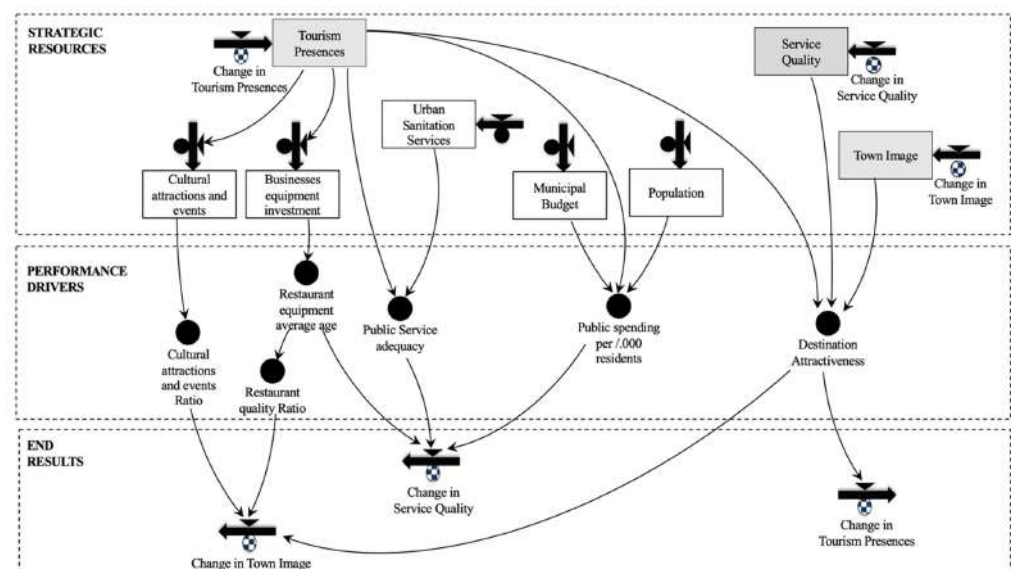 STRATEGIC
RESOURCES
Tourism
Presences
Change in
Tourism Presences
Service
Quality
Change in
Service Quality
Urban
Sanitation
Services
Town Image
Change in
Town Image
Cultural
attractions and
events
Businesses
equipment
investment
Municipal
Budget
Population
PERFORMANCE
DRIVERS
Restaurant
equipment
average age
Public Service
adequacy
Public spending
per /.000
residents
Destination
Attractiveness
Cultural
attractions
and events
Ratio
Restaurant
quality Ratio
END
RESULTS
Change in
Service Quality
Change in
Tourism Presences
Change in Town Image